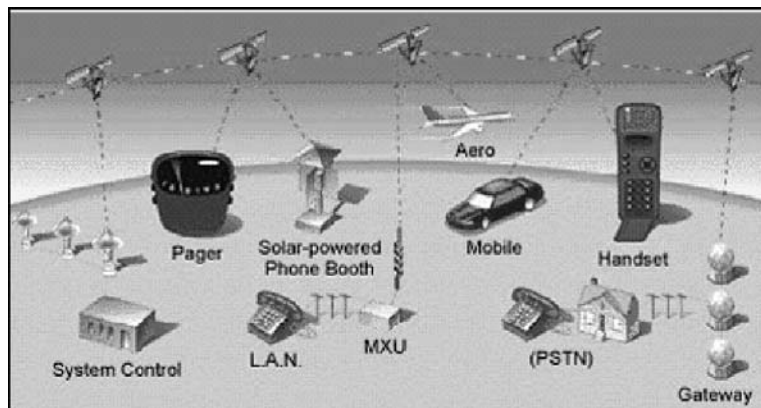 Aero
Pager
Solar-powered
Phone Booth
Mobile
Handset
System Control
L.A.N.
MXU
(PSTN)
Gateway